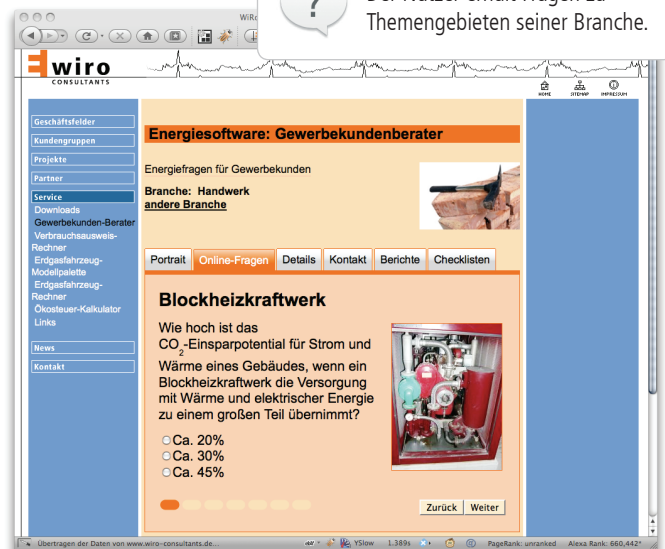 ?
Themengebieten seiner Branche.
wiro
CONSULTANTS
HOME SITEMAP IMPRESSUM
Geschäftsfelder
Kundengruppen
Projekte
Partner
Service
Downloads
Gewerbekunden-Berater
Verbrauchsausweis-
Rechner
Erdgasfahrzeug-
Modellpalette
Erdgasfahrzeug-
Rechner
Ökosteuer-Kalkulator
Links
News
Kontakt
Energiesoftware: Gewerbekundenberater
Energiefragen für Gewerbekunden
Branche: Handwerk
andere Branche
Portrait Online-Fragen Details Kontakt Berichte Checklisten
Blockheizkraftwerk
Wie hoch ist das
CO2-Einsparpotential für Strom und
Wärme eines Gebäudes, wenn ein
Blockheizkraftwerk die Versorgung
mit Wärme und elektrischer Energie
zu einem großen Teil übernimmt?
Ca. 20%
Ca. 30%
Ca. 45%
Zurück Weiter
Übertragen der Daten von www.wiro-consultants.de... YSlow 1.389s PageRank: unranked Alexa Rank: 660,442